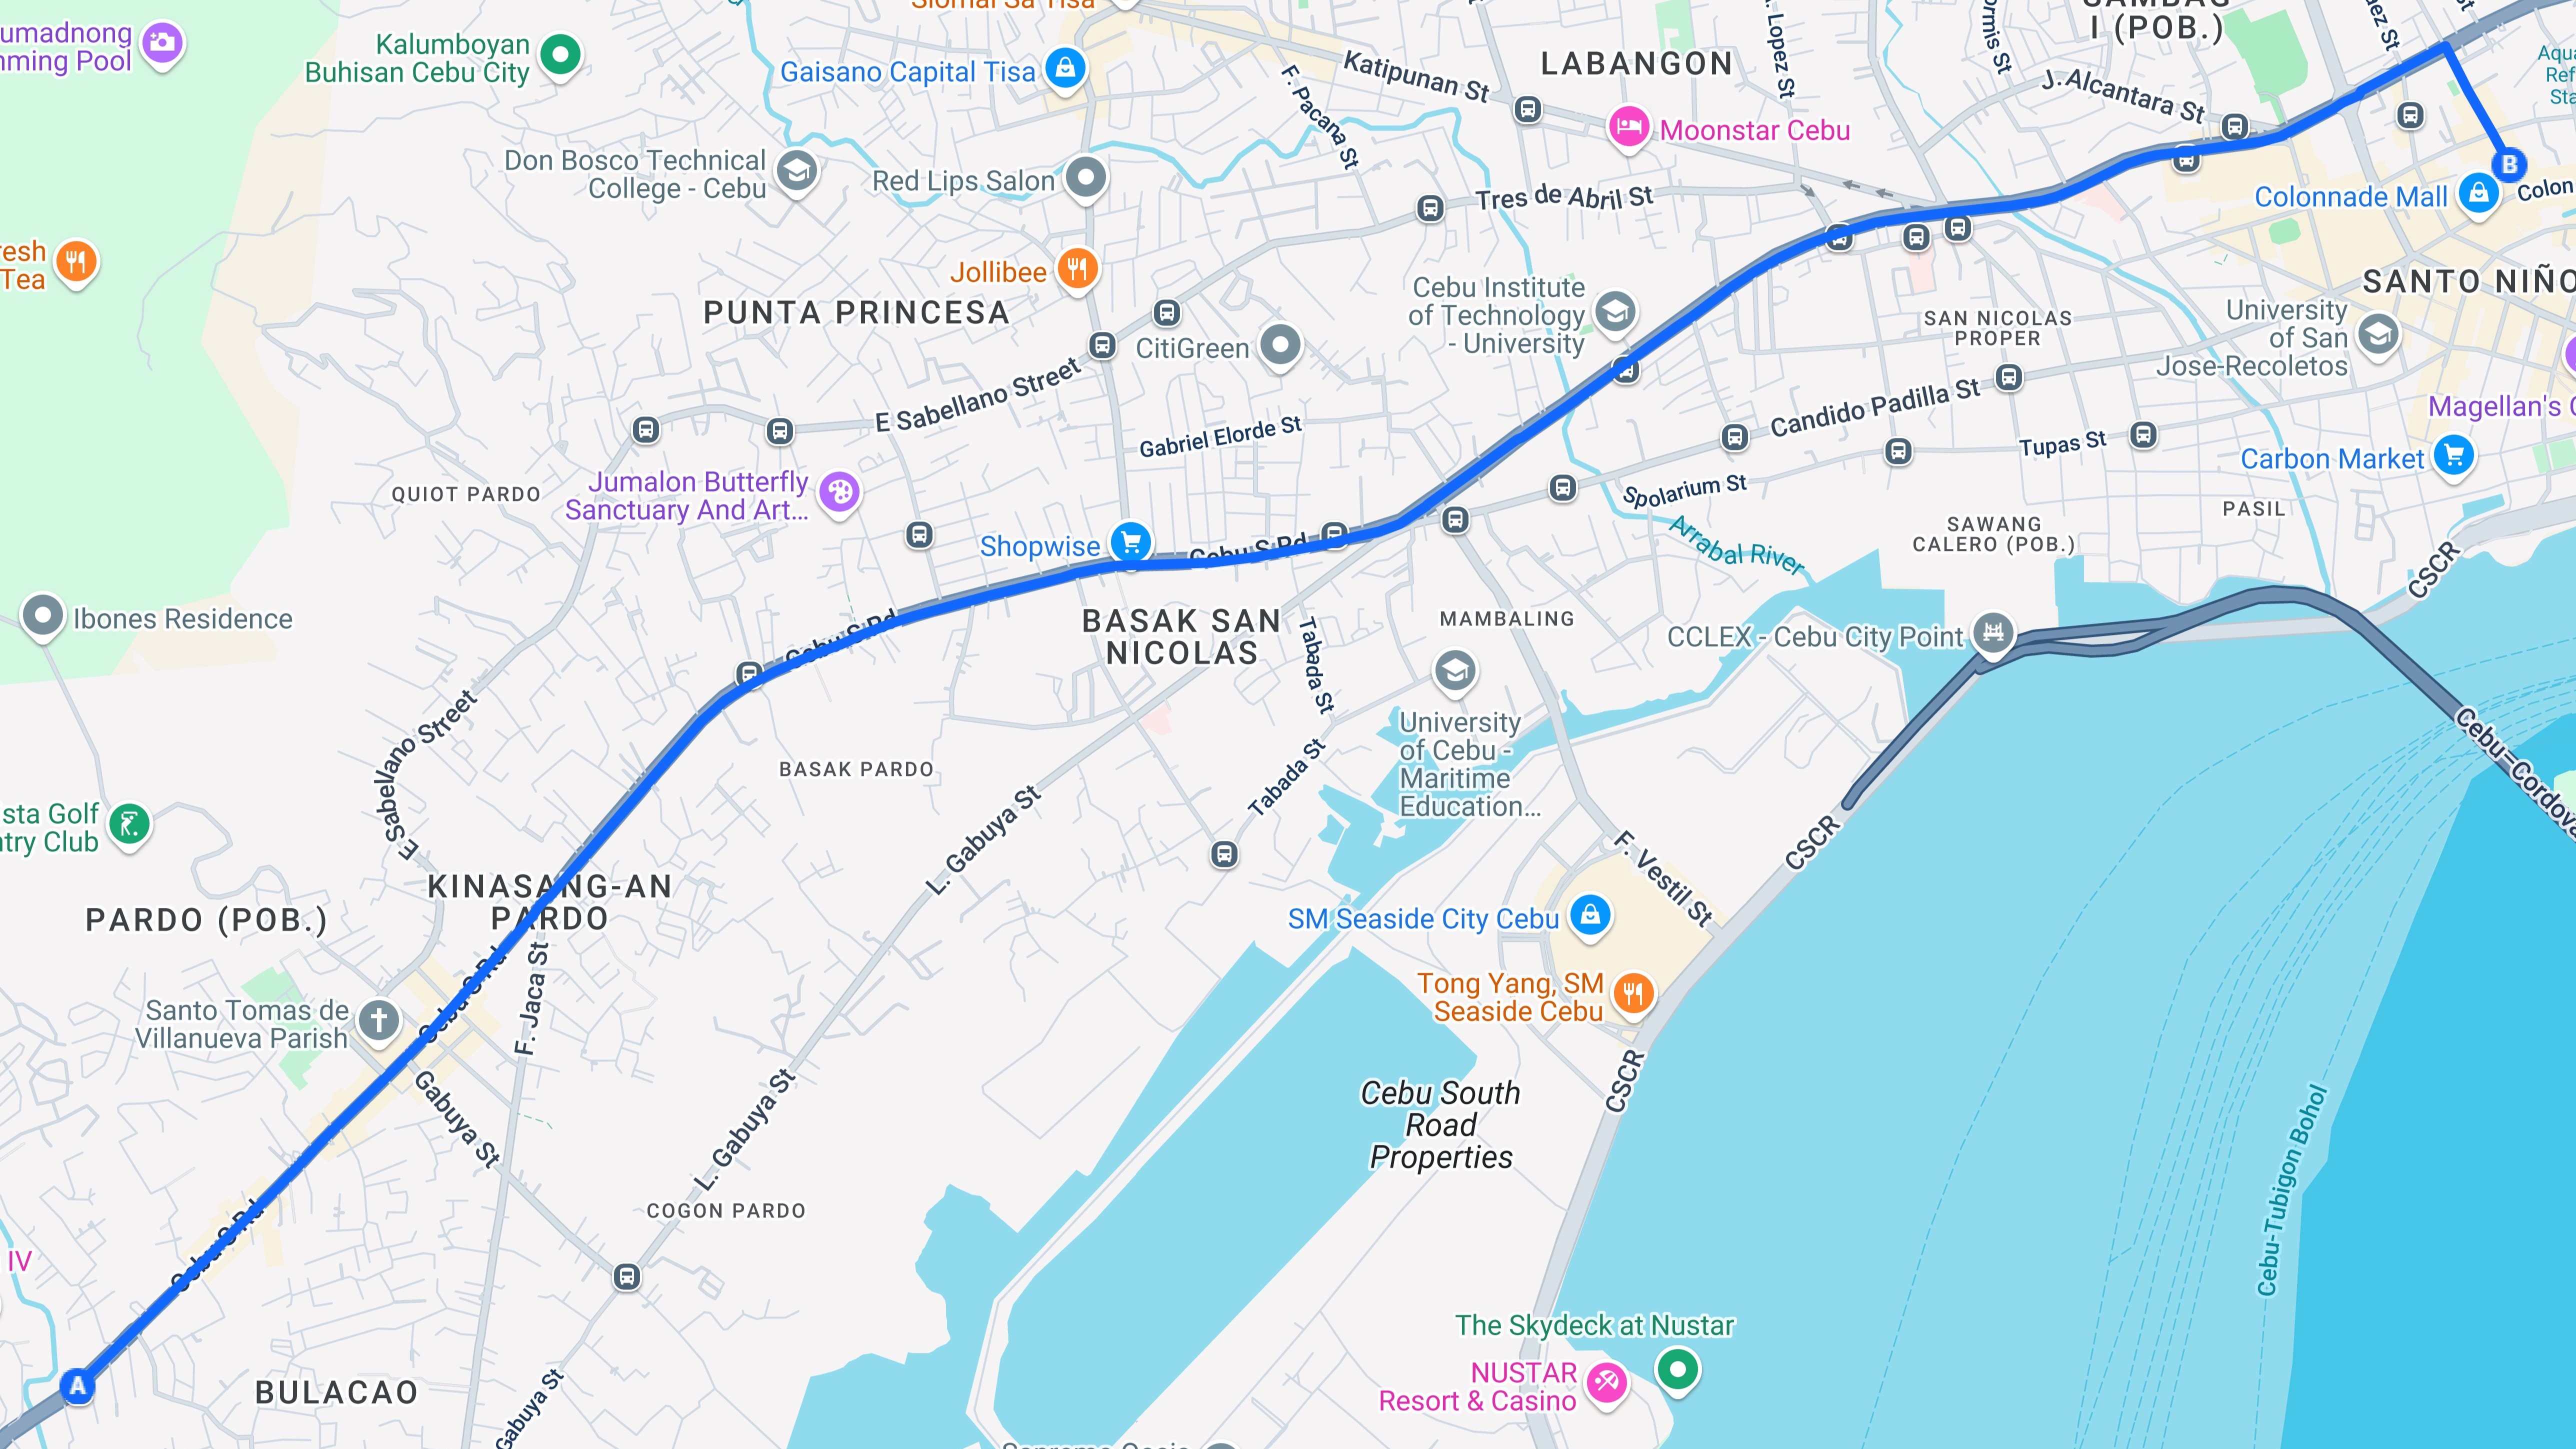 umadnong
ming Pool
Kalumboyan
Buhisan Cebu City
Siomai Sa Tisa
Gaisano Capital Tisa
Katipunan St
F. Pacana St
LABANGON
Lopez St
I (POB.)
J. Alcantara St
Moonstar Cebu
Don Bosco Technical
College - Cebu
Red Lips Salon
Tres de Abril St
B
Colonnade Mall
Colon
resh
Tea
Jollibee
PUNTA PRINCESA
CitiGreen
Cebu Institute
of Technology
- University
SAN NICOLAS
PROPER
SANTO NIÑO
University
of San
Jose-Recoletos
E Sabellano Street
Gabriel Elorde St
Candido Padilla St
Tupas St
Magellan's C
Carbon Market
QUIOT PARDO
Jumalon Butterfly
Sanctuary And Art...
Spolarium St
PASIL
Shopwise
Cebu S Rd
Arrabal River
SAWANG
CALERO (POB.)
CSCR
Ibones Residence
Cebu S Rd
BASAK SAN
NICOLAS
Tabada St
MAMBALING
CCLEX - Cebu City Point
E Sabellano Street
BASAK PARDO
University
of Cebu -
Maritime
Education...
Cebu-Cordova
sta Golf
ntry Club
L. Gabuya St
Tabada St
CSCR
F. Vestil St
KINASANG-AN
PARDO
PARDO (POB.)
SM Seaside City Cebu
Cebu S Rd
F. Jaca St
Santo Tomas de
Villanueva Parish
Tong Yang, SM
Seaside Cebu
CSCR
Gabuya St
L. Gabuya St
Cebu South
Road
Properties
COGON PARDO
Cebu-Tubigon Bohol
Cebu S Rd
IV
A
BULACAO
Gabuya St
The Skydeck at Nustar
NUSTAR
Resort & Casino